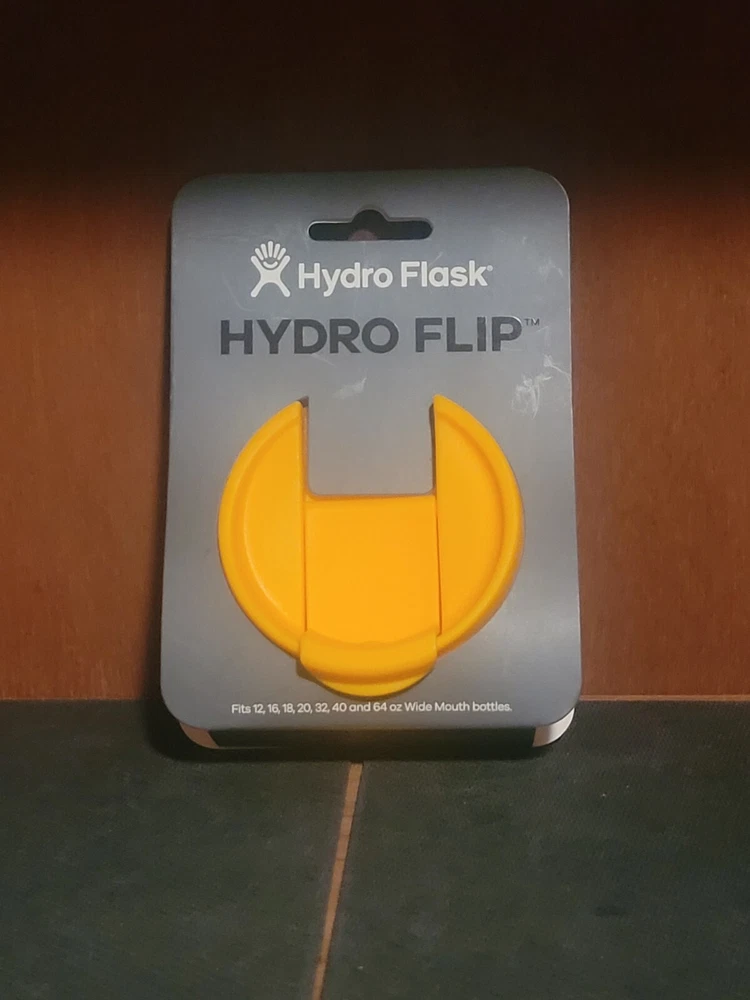 Hydro Flask®
HYDRO FLIP™
Fits 12, 16, 18, 20, 32, 40 and 64 oz Wide Mouth bottles.